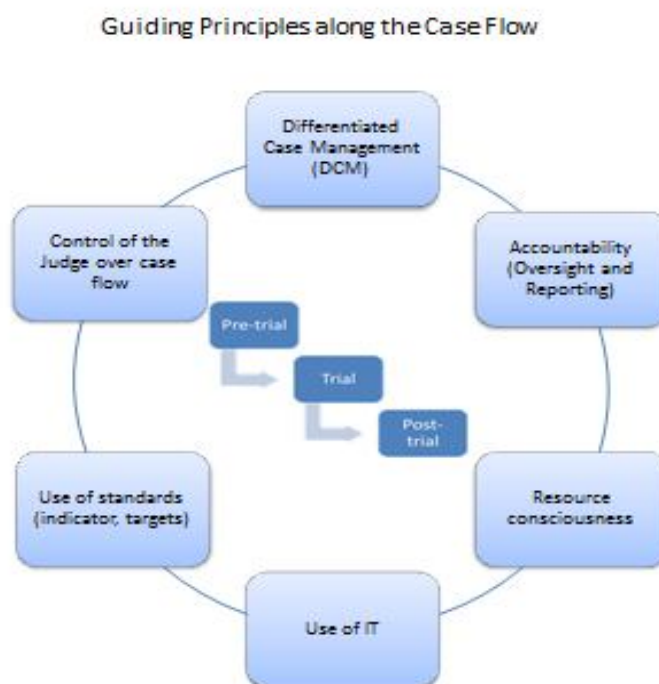 Guiding Principles along the Case Flow
Differentiated
Case Management
(DCM)
Control of the
Judge over case
flow
Accountability
(Oversight and
Reporting)
Pre-trial
Trial
Post-
trial
Use of standards
(indicator, targets)
Resource
consciousness
Use of IT